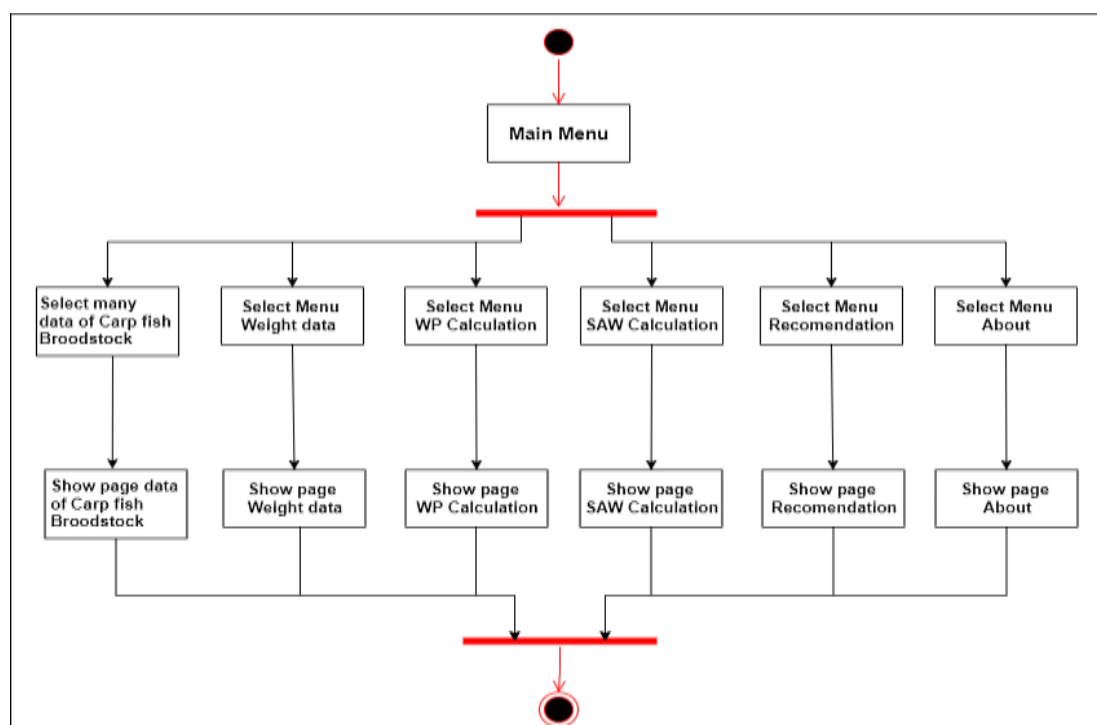 Main Menu
Select many
data of Carp fish
Broodstock
Select Menu
Weight data
Select Menu
WP Calculation
Select Menu
SAW Calculation
Select Menu
Recomendation
Select Menu
About
Show page data
of Carp fish
Broodstock
Show page
Weight data
Show page
WP Calculation
Show page
SAW Calculation
Show page
Recomendation
Show page
About